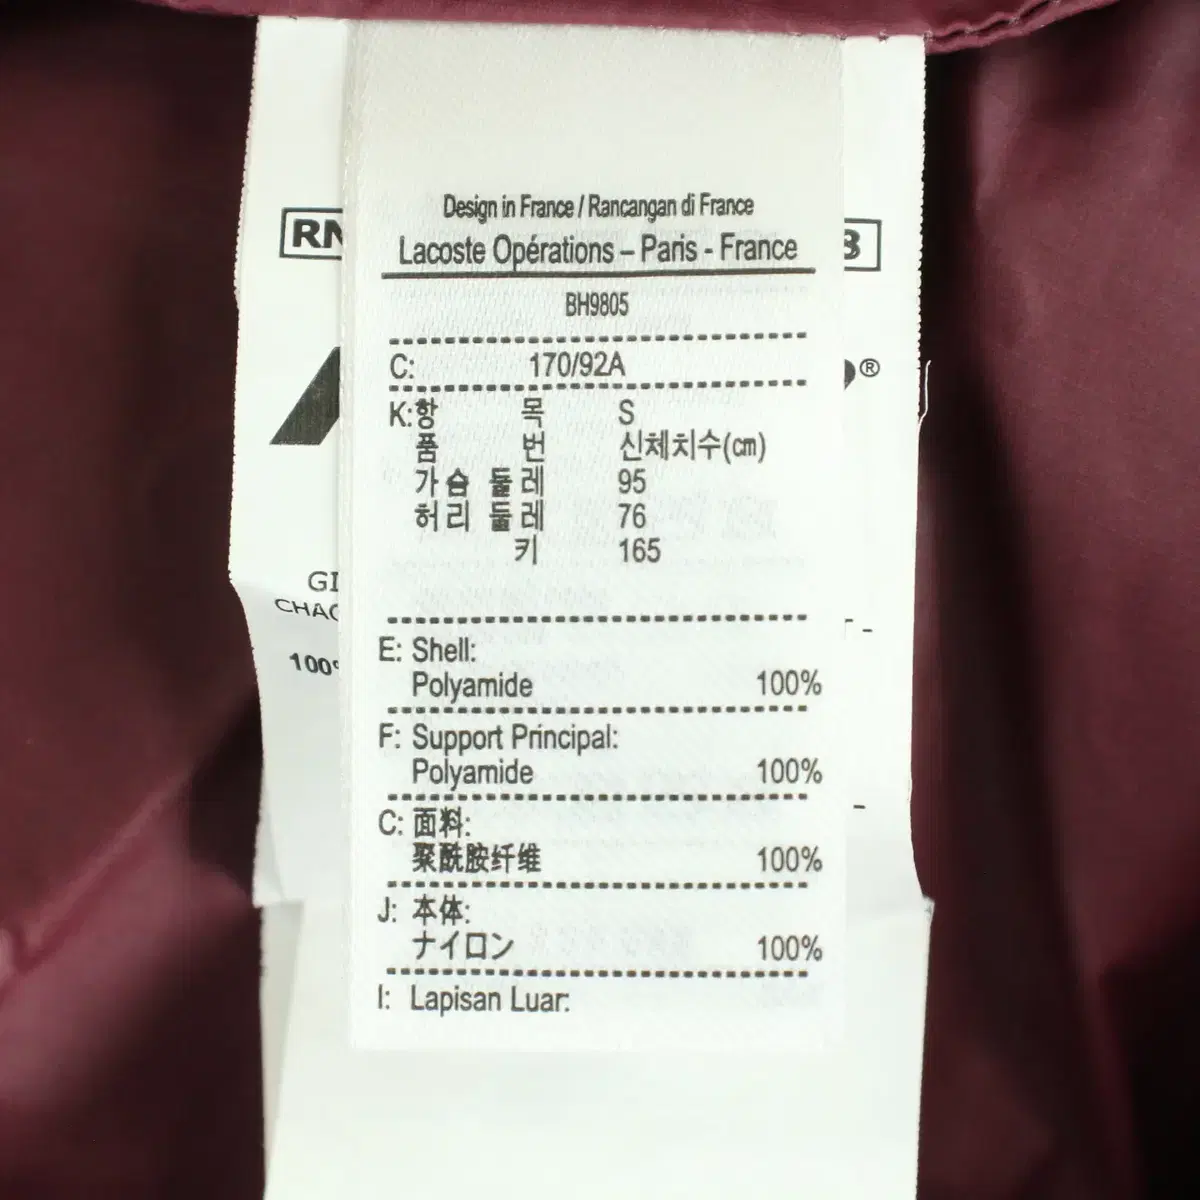 Design in France / Rancangan di France
Lacoste Opérations – Paris - France
RN
BH9805
C: 170/92A
®
K:항 목 S
품 번 신체치수(cm)
가슴 둘레 95
허리 둘레 76
키 165
E: Shell:
Polyamide 100%
F: Support Principal:
Polyamide 100%
C: 面料:
聚酰胺纤维 100%
J: 本体:
ナイロン 100%
I: Lapisan Luar: